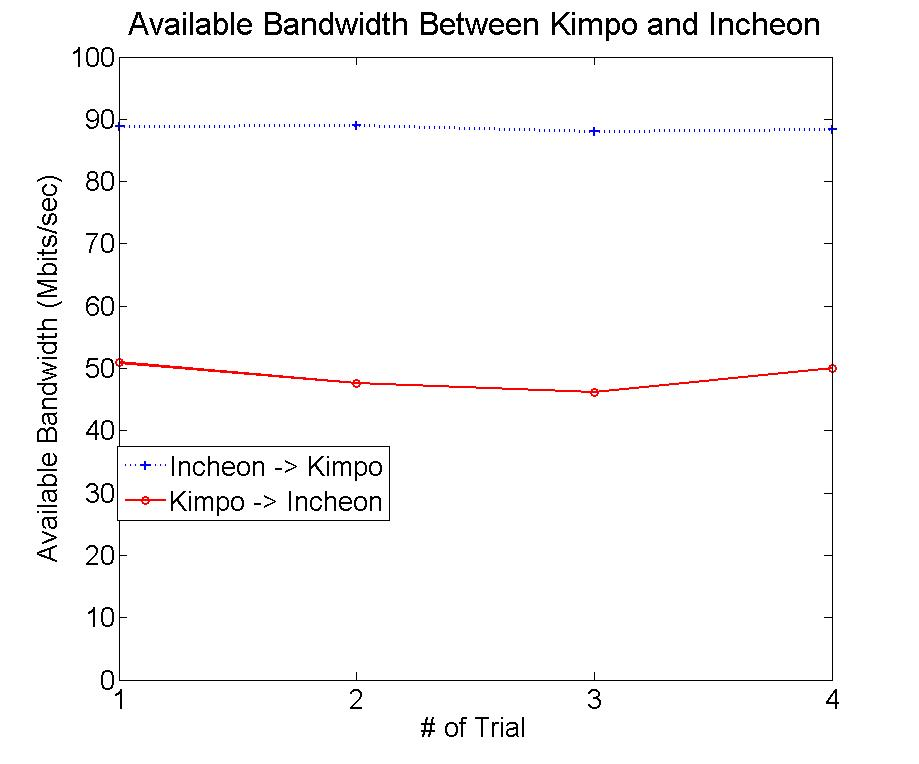 Available Bandwidth Between Kimpo and Incheon
100
90
80
70
60
50
40
30
20
10
0
Available Bandwidth (Mbits/sec)
Incheon -> Kimpo
Kimpo -> Incheon
1 2 3 4
# of Trial